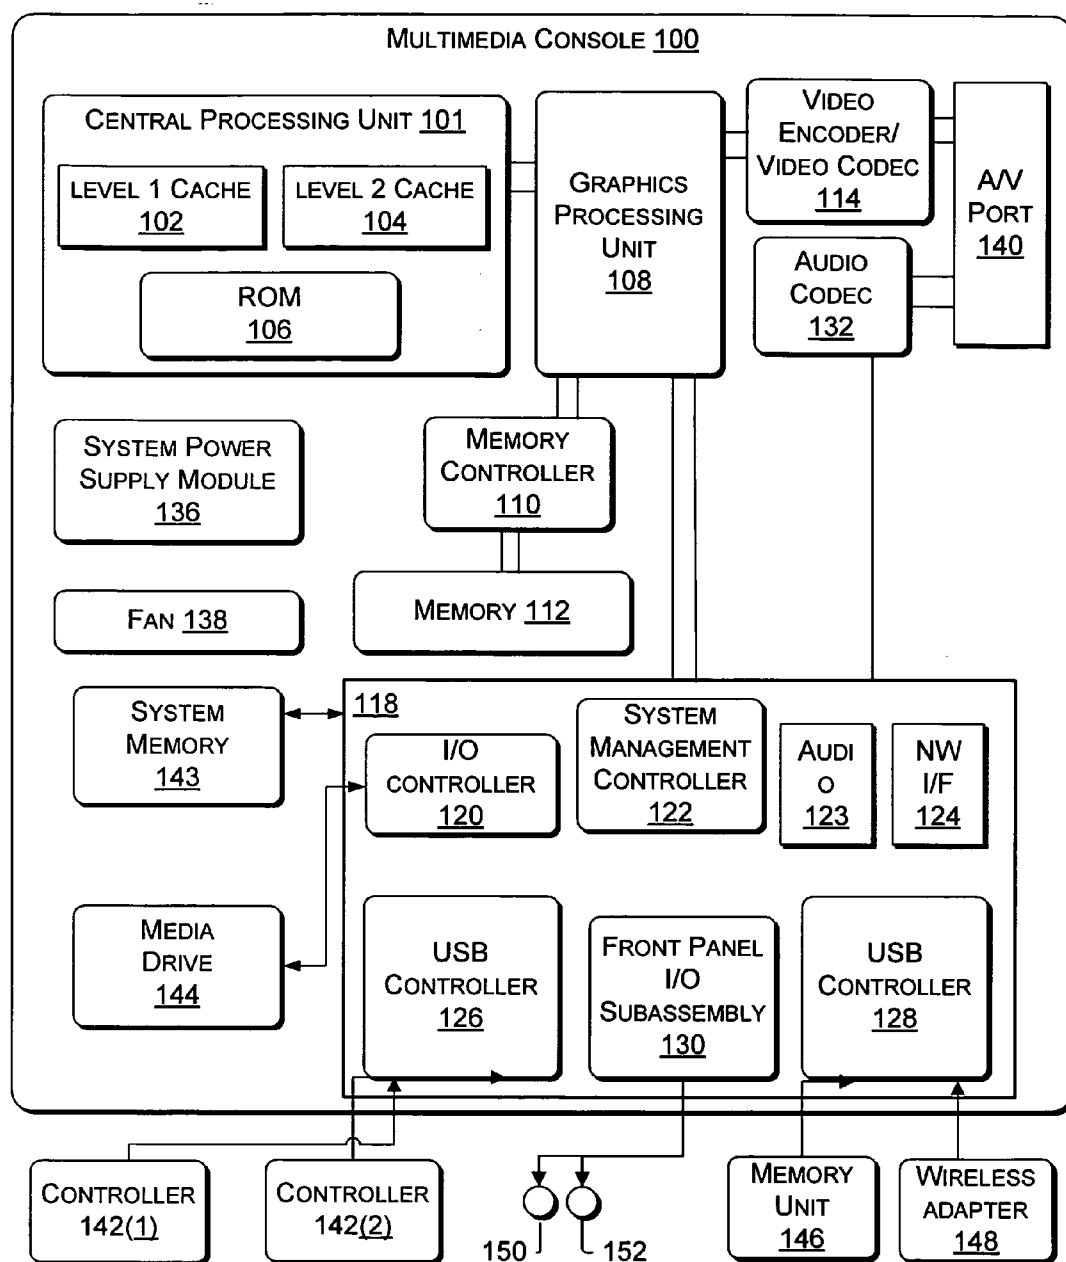 MULTIMEDIA CONSOLE 100
CENTRAL PROCESSING UNIT 101
LEVEL 1 CACHE
102
LEVEL 2 CACHE
104
ROM
106
GRAPHICS
PROCESSING
UNIT
108
VIDEO
ENCODER/
VIDEO CODEC
114
A/V
PORT
140
AUDIO
CODEC
132
SYSTEM POWER
SUPPLY MODULE
136
MEMORY
CONTROLLER
110
FAN 138
MEMORY 112
SYSTEM
MEMORY
143
118
I/O
CONTROLLER
120
SYSTEM
MANAGEMENT
CONTROLLER
122
AUDI
O
123
NW
I/F
124
MEDIA
DRIVE
144
USB
CONTROLLER
126
FRONT PANEL
I/O
SUBASSEMBLY
130
USB
CONTROLLER
128
CONTROLLER
142(1)
CONTROLLER
142(2)
150
152
MEMORY
UNIT
146
WIRELESS
ADAPTER
148